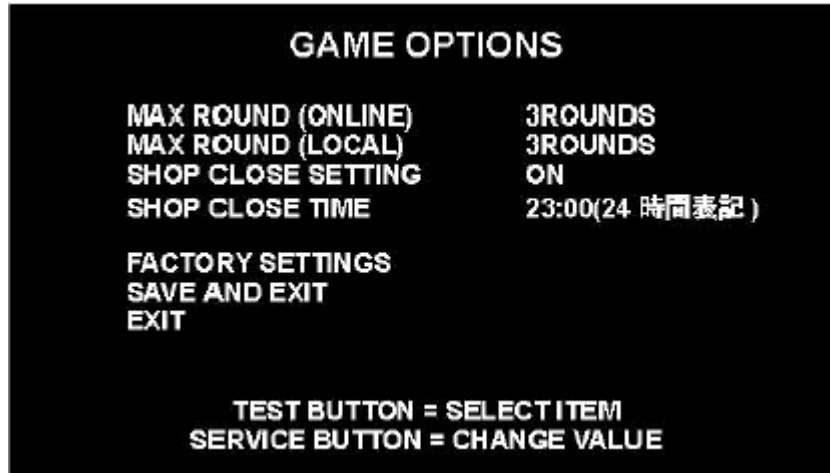 GAME OPTIONS
MAX ROUND (ONLINE) 3ROUNDS
MAX ROUND (LOCAL) 3ROUNDS
SHOP CLOSE SETTING ON
SHOP CLOSE TIME 23:00(24 時間表記 )
FACTORY SETTINGS
SAVE AND EXIT
EXIT
TEST BUTTON = SELECT ITEM
SERVICE BUTTON = CHANGE VALUE